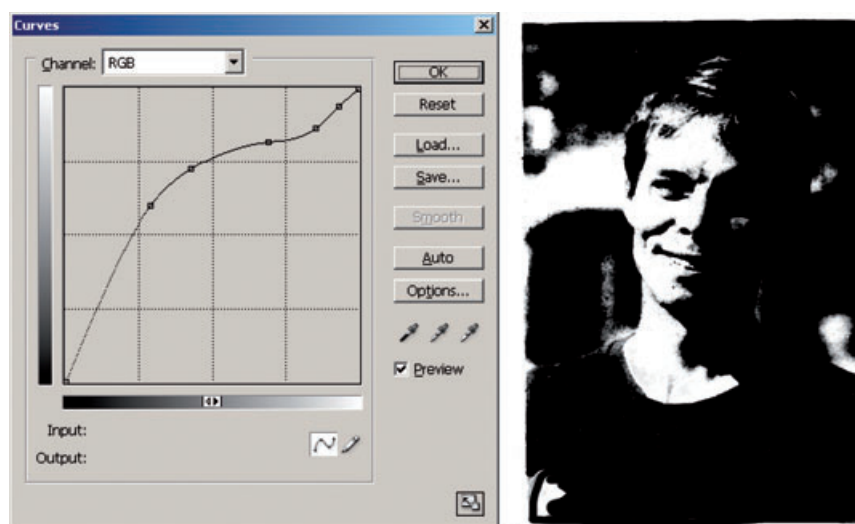 Curves
Channel: RGB
OK
Reset
Load...
Save...
Smooth
Auto
Options...
Preview
Input:
Output: